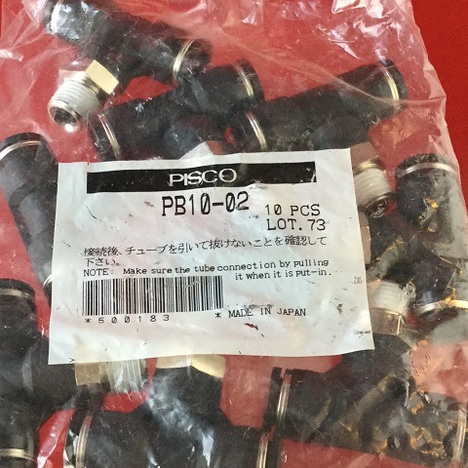 PISCO
PB10-02 10 PCS
LOT.73
接続後、チューブを引いて抜けないことを確認して
下さい。
NOTE: Make sure the tube connection by pulling
it when it is put-in.
*500183* MADE IN JAPAN